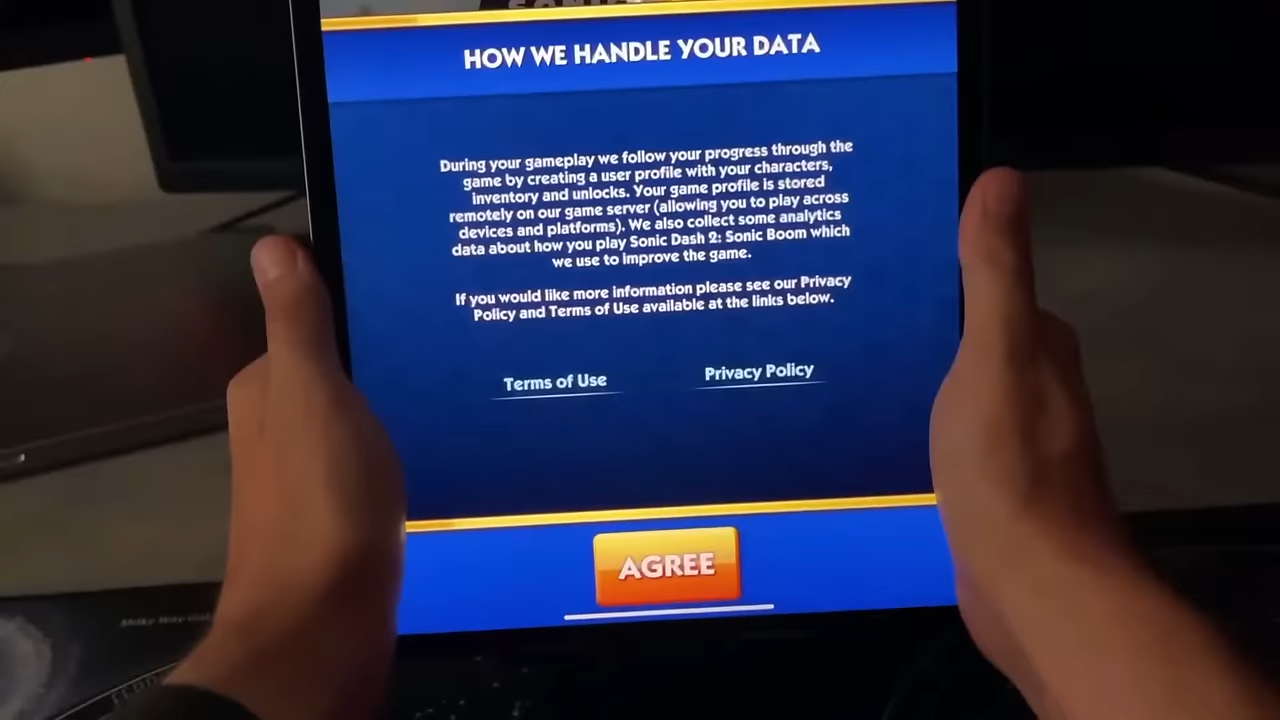 HOW WE HANDLE YOUR DATA
During your gameplay we follow your progress through the
game by creating a user profile with your characters,
inventory and unlocks. Your game profile is stored
remotely on our game server (allowing you to play across
devices and platforms). We also collect some analytics
data about how you play Sonic Dash 2: Sonic Boom which
we use to improve the game.
If you would like more information please see our Privacy
Policy and Terms of Use available at the links below.
Terms of Use
Privacy Policy
AGREE
Milky Way